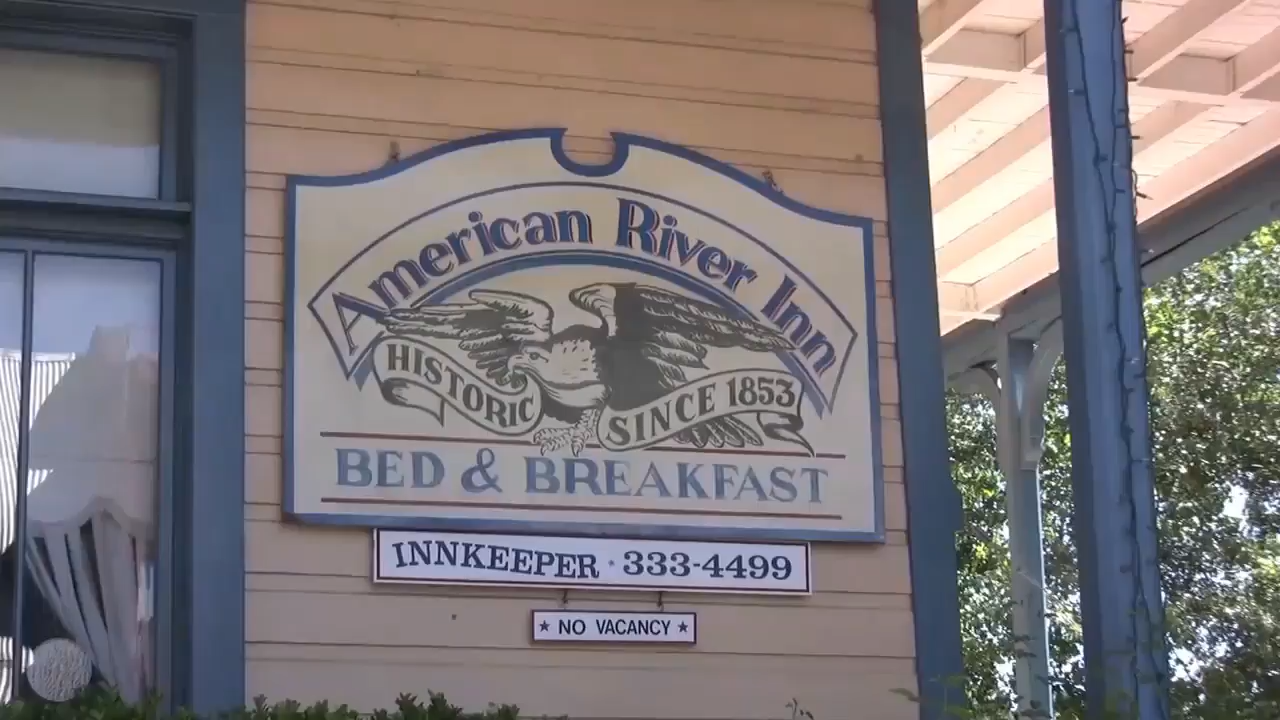 American River Inn
HISTORIC SINCE 1853
BED & BREAKFAST
INNKEEPER · 333-4499
★ NO VACANCY ★